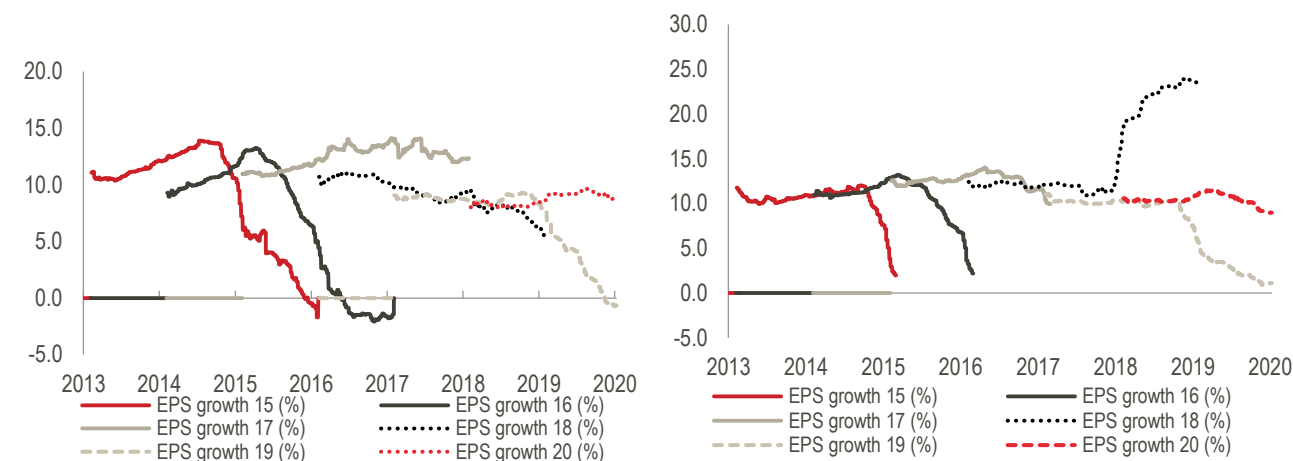 20.0
15.0
10.0
5.0
0.0
-5.0
2013 2014 2015 2016 2017 2018 2019 2020
EPS growth 15 (%) EPS growth 16 (%)
EPS growth 17 (%) EPS growth 18 (%)
EPS growth 19 (%) EPS growth 20 (%)
30.0
25.0
20.0
15.0
10.0
5.0
0.0
-5.0
2013 2014 2015 2016 2017 2018 2019 2020
EPS growth 15 (%) EPS growth 16 (%)
EPS growth 17 (%) EPS growth 18 (%)
EPS growth 19 (%) EPS growth 20 (%)